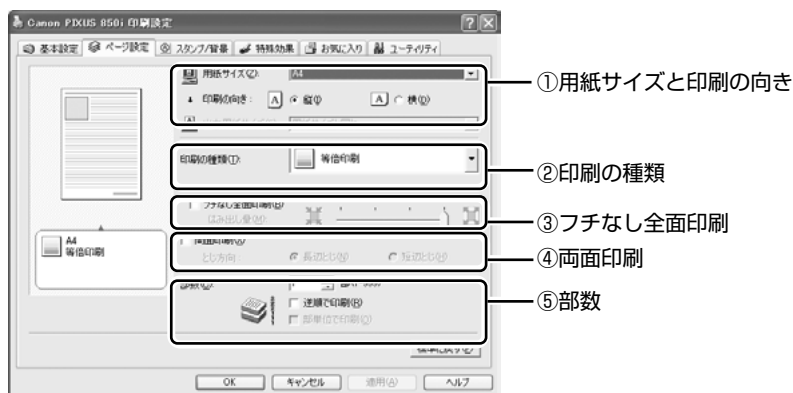 Canon PIXUS 850i 印刷設定
基本設定 ページ設定 スタンプ/背景 特殊効果 お気に入り ユーティリティ
用紙サイズ(Z): A4
印刷の向き: A 縦(I) A 横(O)
印刷の種類(T): 等倍印刷
フチなし全面印刷(B)
はみ出し量(M):
両面印刷(X)
とじ方向: 長辺とじ(N) 短辺とじ(H)
部数(C):
逆順で印刷(R)
部単位で印刷(O)
A4
等倍印刷
OK キャンセル 適用(A) ヘルプ
①用紙サイズと印刷の向き
②印刷の種類
③フチなし全面印刷
④両面印刷
⑤部数